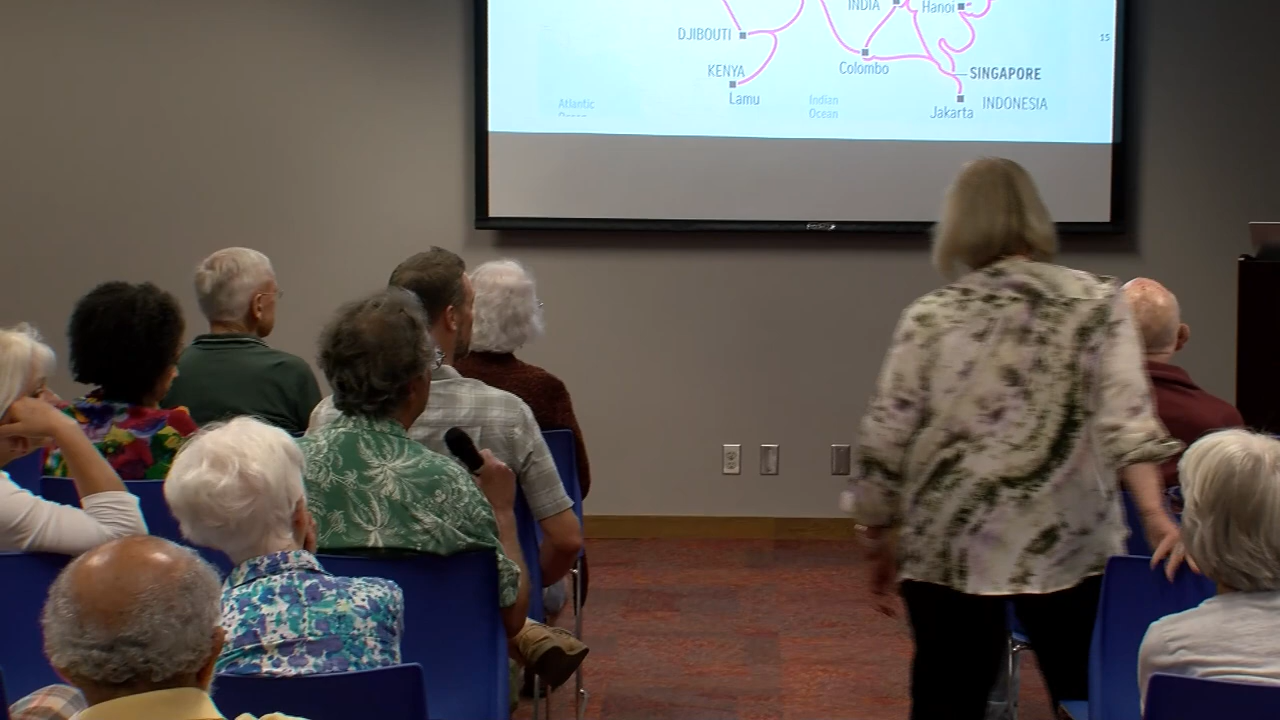 INDIA
Hanoi
DJIBOUTI
15
Colombo
KENYA
SINGAPORE
Lamu
Atlantic
Indian
Ocean
Jakarta
INDONESIA